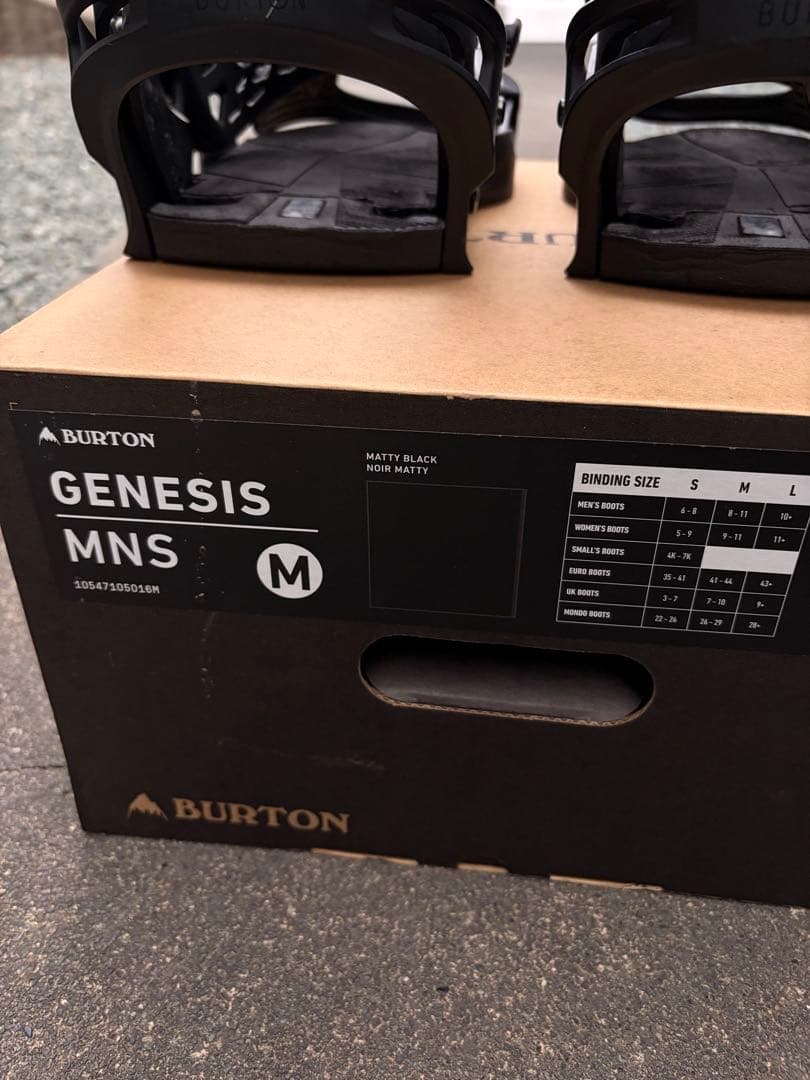 BURTON
BU
BURTON
GENESIS
MNS
M
10547105016M
MATTY BLACK
NOIR MATTY
BINDING SIZE S M L
MEN'S BOOTS 6 - 8 8 - 11 10+
WOMEN'S BOOTS 5 - 9 9 - 11 11+
SMALL'S BOOTS 4K - 7K
EURO BOOTS 35 - 41 41 - 44 43+
UK BOOTS 3 - 7 7 - 10 9+
MONDO BOOTS 22 - 26 26 - 29 28+
BURTON